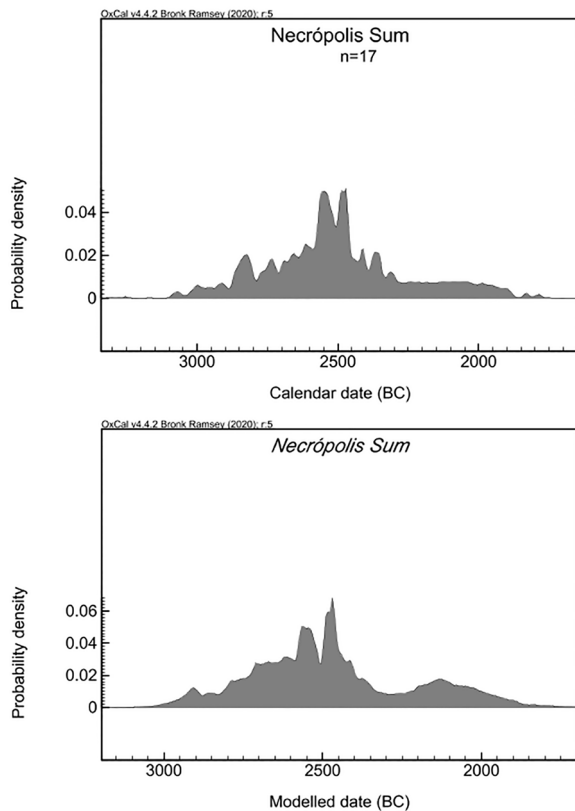 OxCal v4.4.2 Bronk Ramsey (2020); r:5
Necrópolis Sum
n=17
Probability density
0.04
0.02
0
3000 2500 2000
Calendar date (BC)
OxCal v4.4.2 Bronk Ramsey (2020); r:5
Necrópolis Sum
Probability density
0.06
0.04
0.02
0
3000 2500 2000
Modelled date (BC)